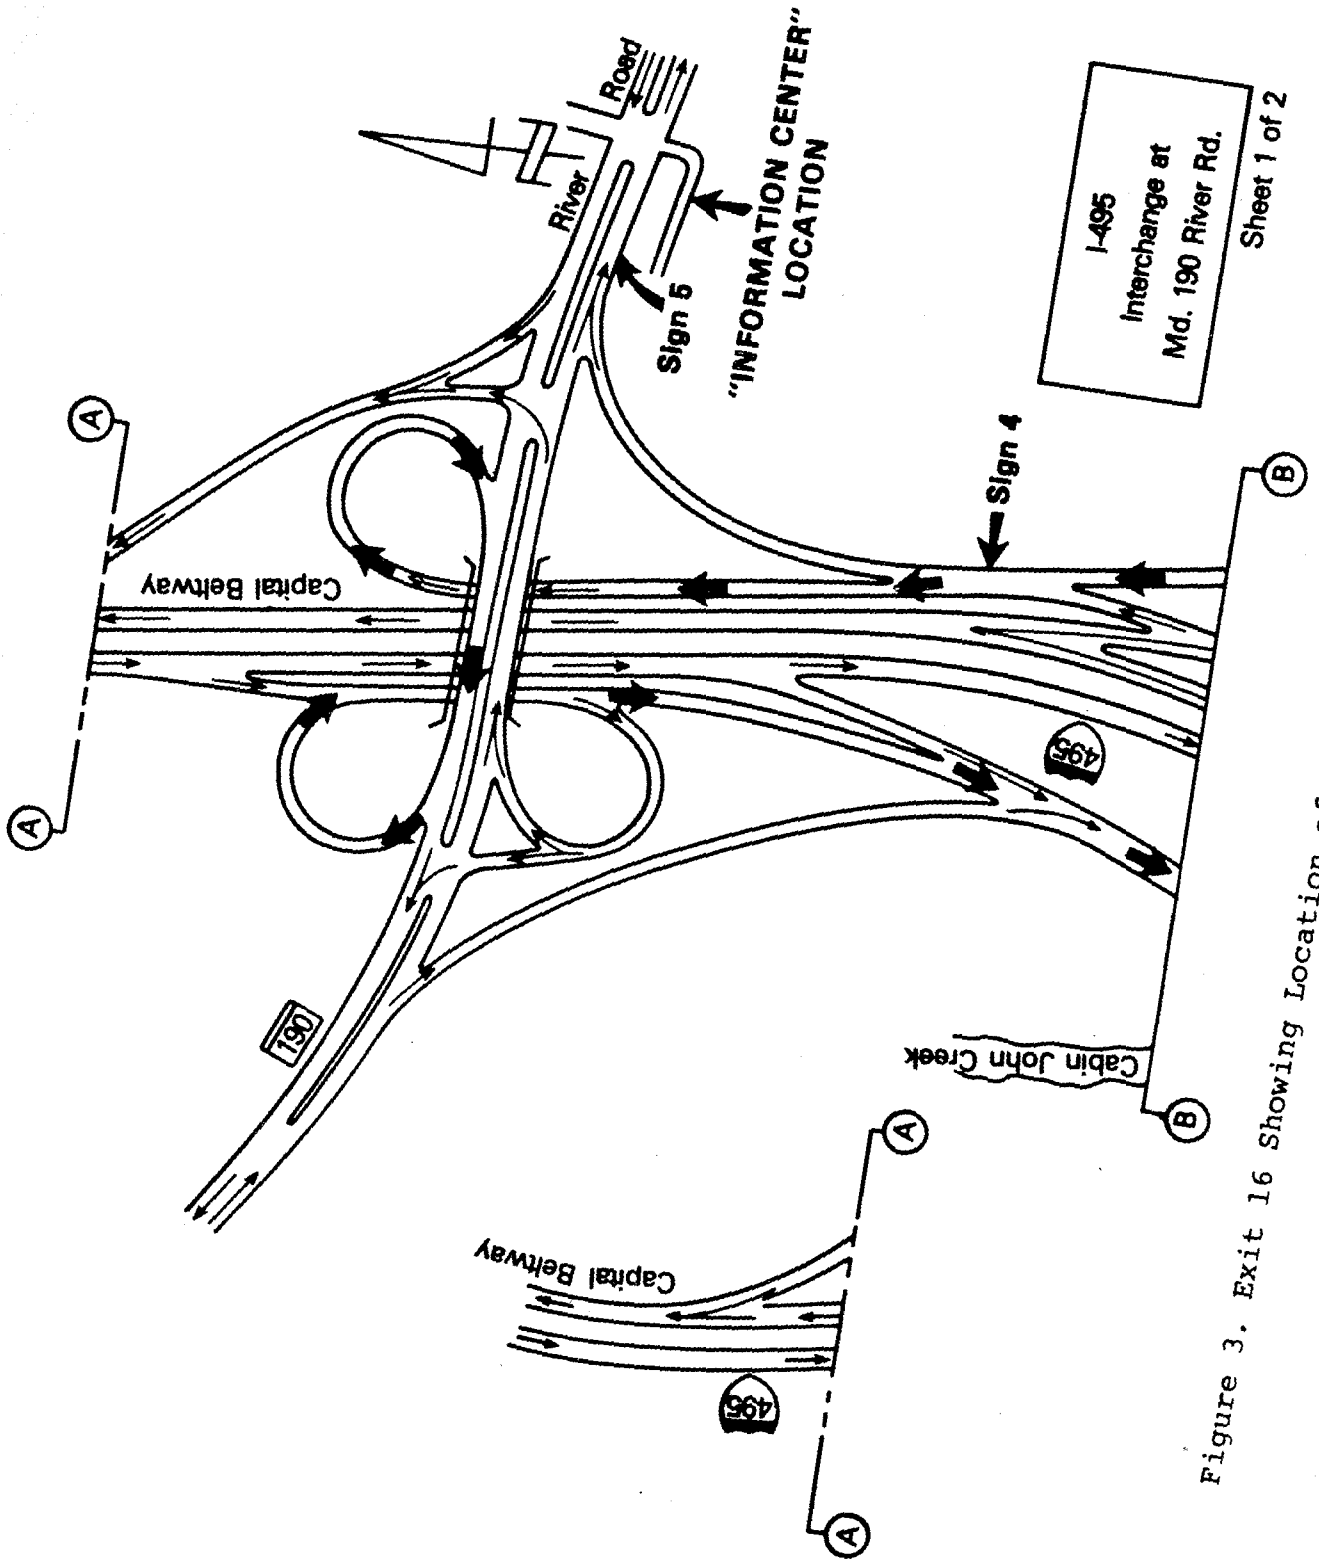 A
A
Capital Beltway
River Road
Sign 5
"INFORMATION CENTER"
LOCATION
190
495
Sign 4
Cabin John Creek
B
B
I-495
Interchange at
Md. 190 River Rd.
Sheet 1 of 2
Capital Beltway
495
A
A
Figure 3. Exit 16 Showing Location